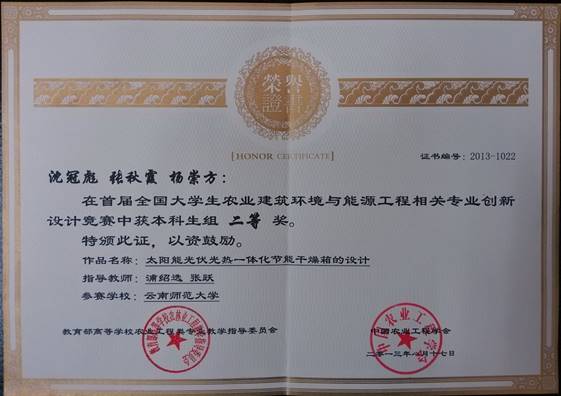 榮譽
證書
[HONOR CERTIFICATE]
证书编号：2013-1022
沈冠彪 张秋霞 杨崇方：
在首届全国大学生农业建筑环境与能源工程相关专业创新
设计竞赛中获本科生组 二等 奖。
特颁此证，以资鼓励。
作品名称：太阳能光伏光热一体化节能干燥箱的设计
指导教师：浦绍选 张跃
参赛学校：云南师范大学
教育部高等学校农业工程类专业教学指导委员会
中国农业工程学会
二〇一三年 月十七日